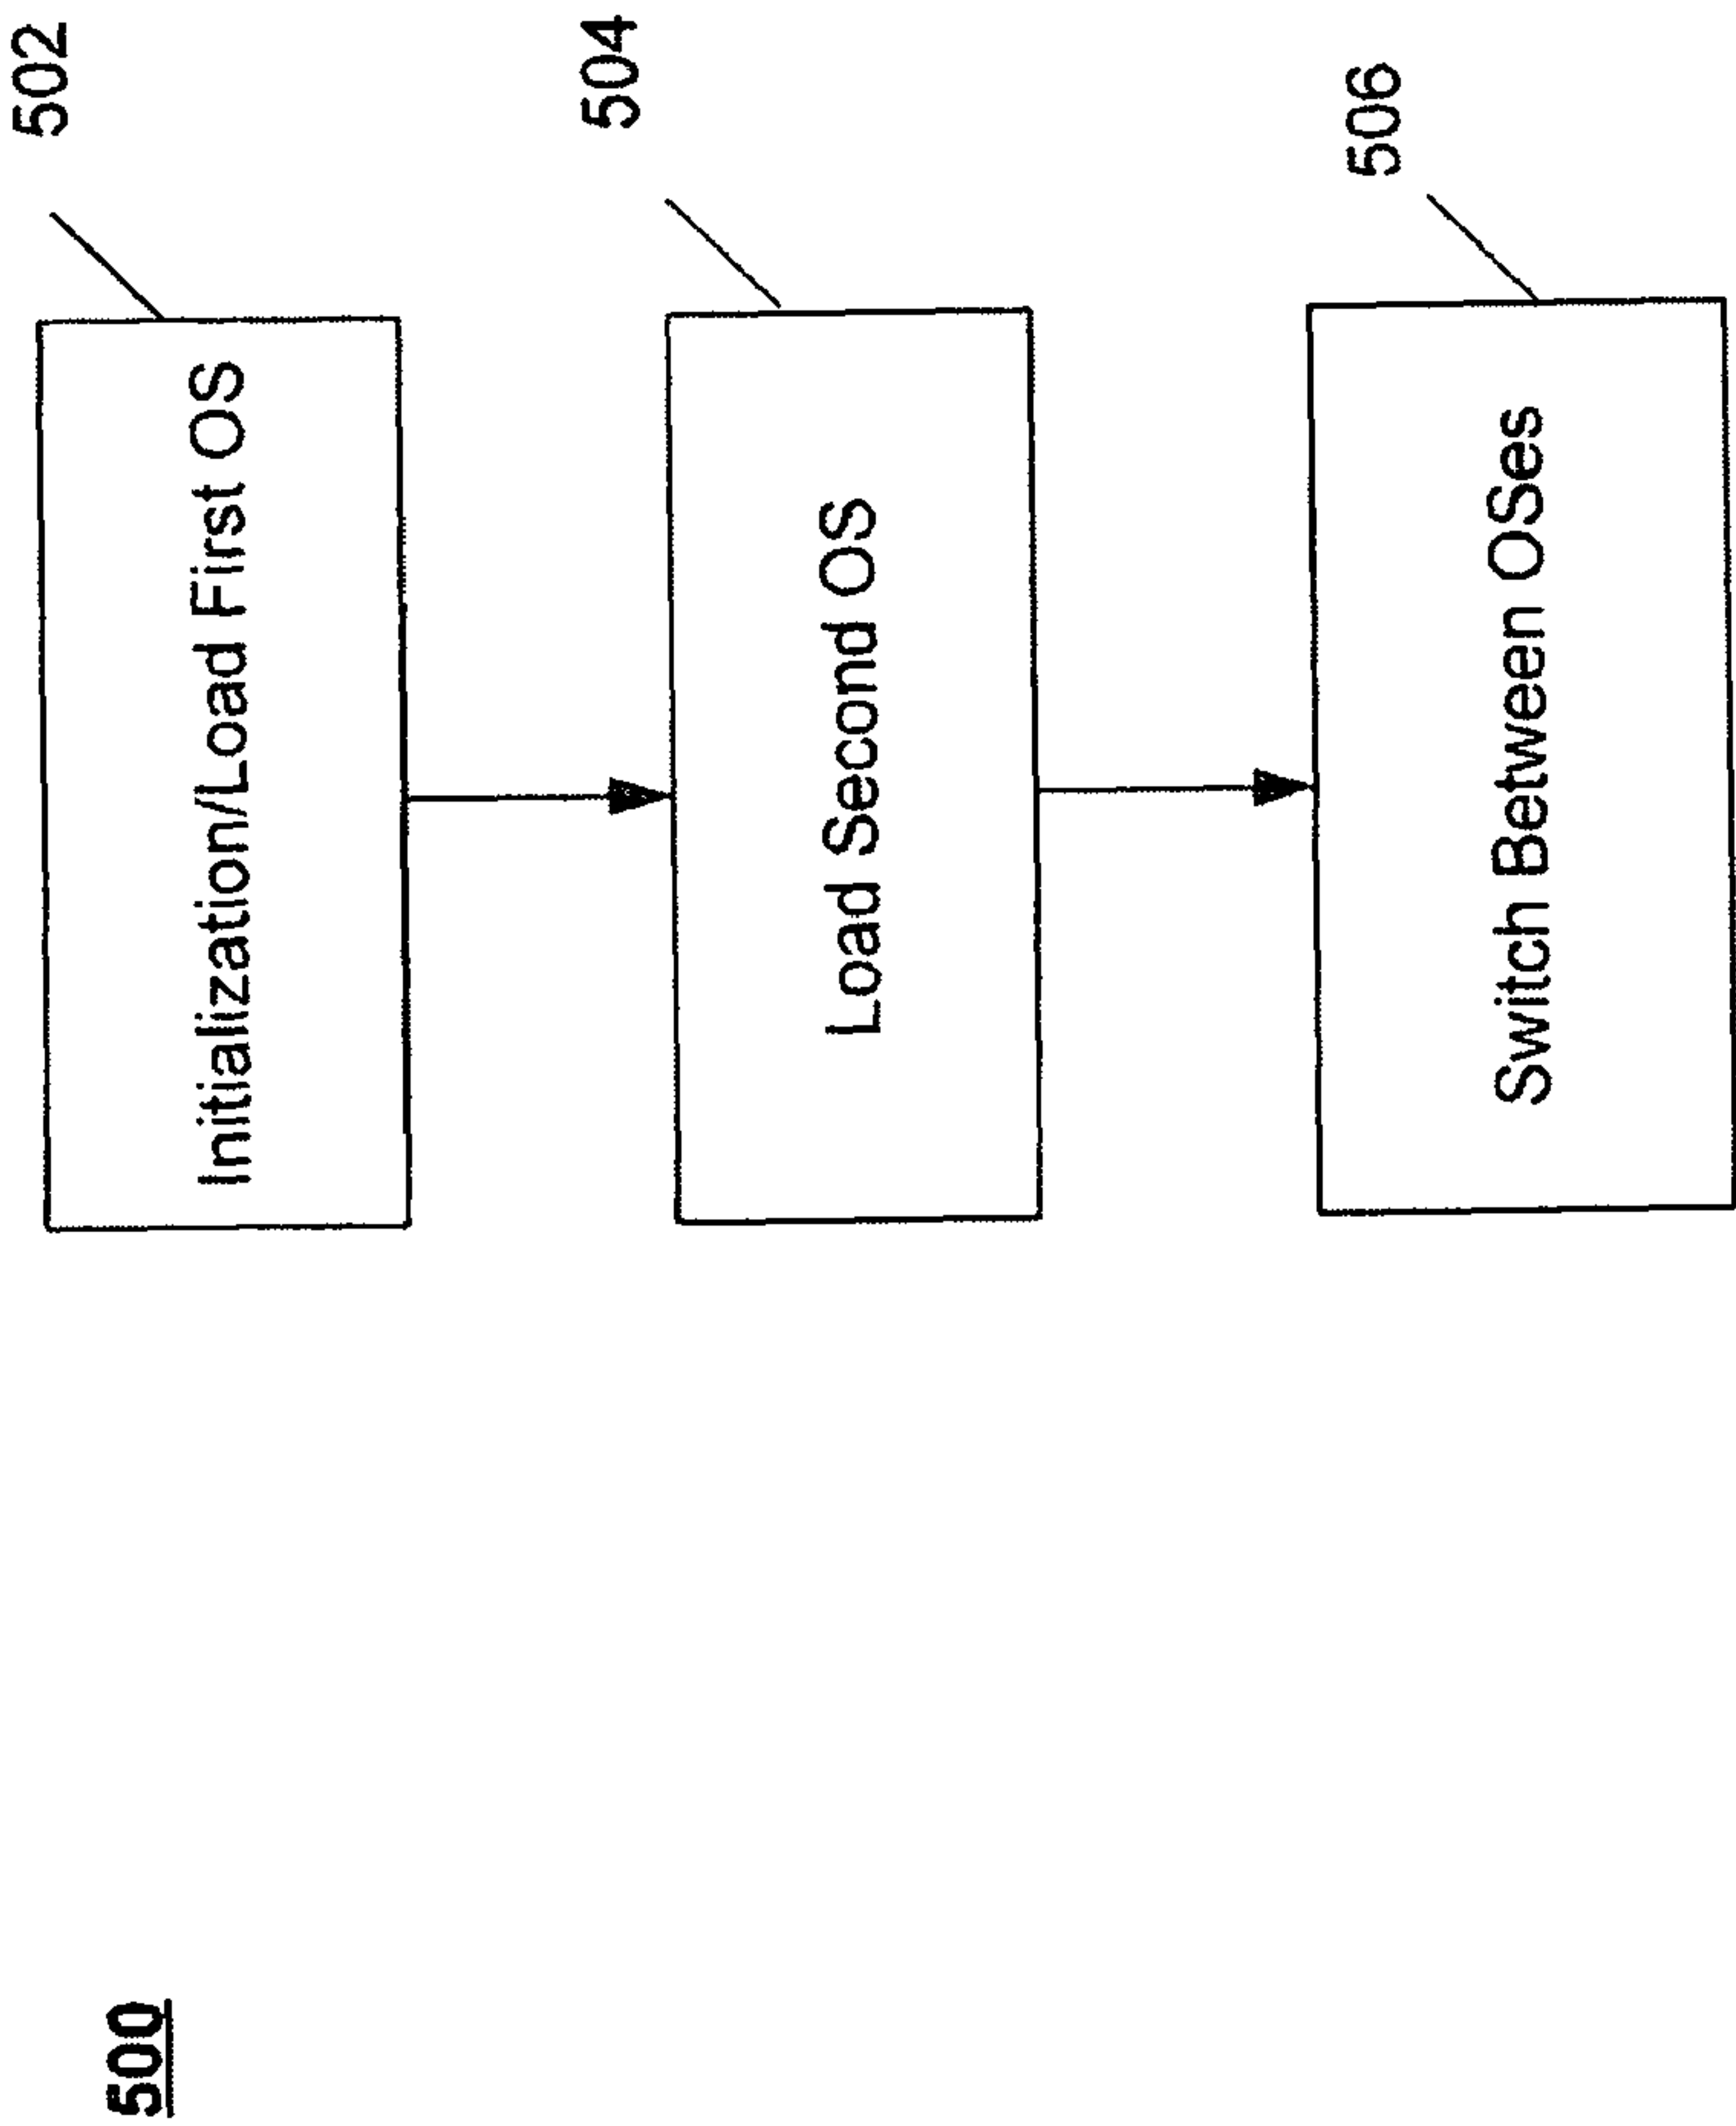 500
502
Initialization/Load First OS
504
Load Second OS
506
Switch Between OSes